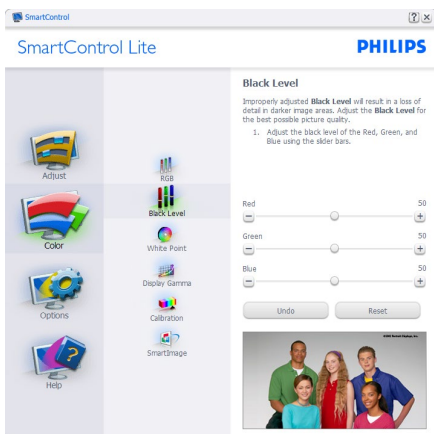 SmartControl
SmartControl Lite
PHILIPS
Adjust
Color
Options
Help
RGB
Black Level
White Point
Display Gamma
Calibration
SmartImage
Black Level
Improperly adjusted Black Level will result in a loss of
detail in darker image areas. Adjust the Black Level for
the best possible picture quality.
1. Adjust the black level of the Red, Green, and
Blue using the slider bars.
Red 50
Green 50
Blue 50
Undo Reset